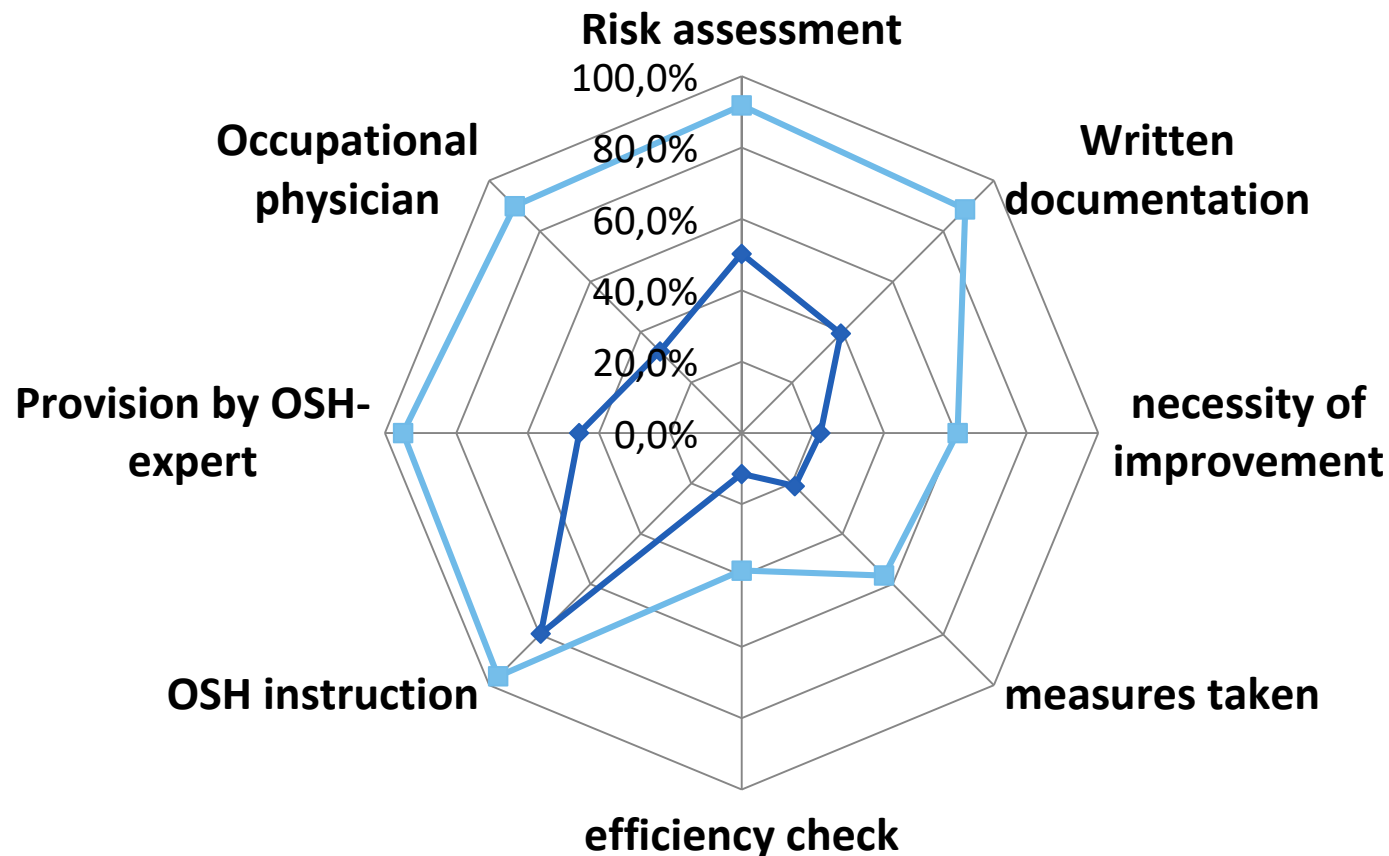 Risk assessment
100,0%
80,0%
60,0%
40,0%
20,0%
0,0%
Written
documentation
necessity of
improvement
measures taken
efficiency check
OSH instruction
Provision by OSH-
expert
Occupational
physician